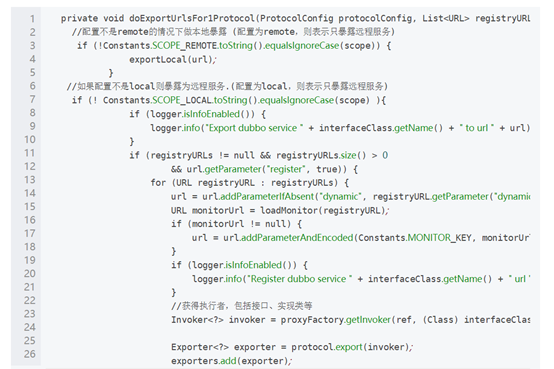 1 private void doExportUrlsFor1Protocol(ProtocolConfig protocolConfig, List<URL> registryURL
2 //配置不是remote的情况下做本地暴露 (配置为remote，则表示只暴露远程服务)
3 if (!Constants.SCOPE_REMOTE.toString().equalsIgnoreCase(scope)) {
4 exportLocal(url);
5 }
6 //如果配置不是local则暴露为远程服务.(配置为local，则表示只暴露远程服务)
7 if (! Constants.SCOPE_LOCAL.toString().equalsIgnoreCase(scope) ){
8 if (logger.isInfoEnabled()) {
9 logger.info("Export dubbo service " + interfaceClass.getName() + " to url " + url)
10 }
11 if (registryURLs != null && registryURLs.size() > 0
12 && url.getParameter("register", true)) {
13 for (URL registryURL : registryURLs) {
14 url = url.addParameterIfAbsent("dynamic", registryURL.getParameter("dynamic
15 URL monitorUrl = loadMonitor(registryURL);
16 if (monitorUrl != null) {
17 url = url.addParameterAndEncoded(Constants.MONITOR_KEY, monitorUrl
18 }
19 if (logger.isInfoEnabled()) {
20 logger.info("Register dubbo service " + interfaceClass.getName() + " url "
21 }
22 //获得执行者，包括接口、实现类等
23 Invoker<?> invoker = proxyFactory.getInvoker(ref, (Class) interfaceClas
24
25 Exporter<?> exporter = protocol.export(invoker);
26 exporters.add(exporter);